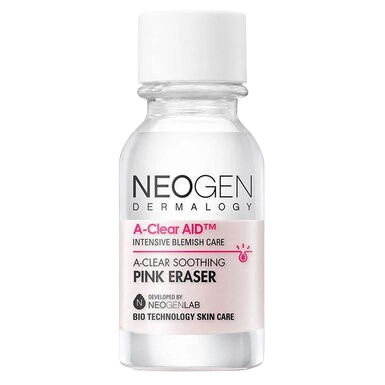 NEOGEN
DERMALOGY
A-Clear AID™
INTENSIVE BLEMISH CARE
A-CLEAR SOOTHING
PINK ERASER
N
DEVELOPED BY
NEOGENLAB
BIO TECHNOLOGY SKIN CARE